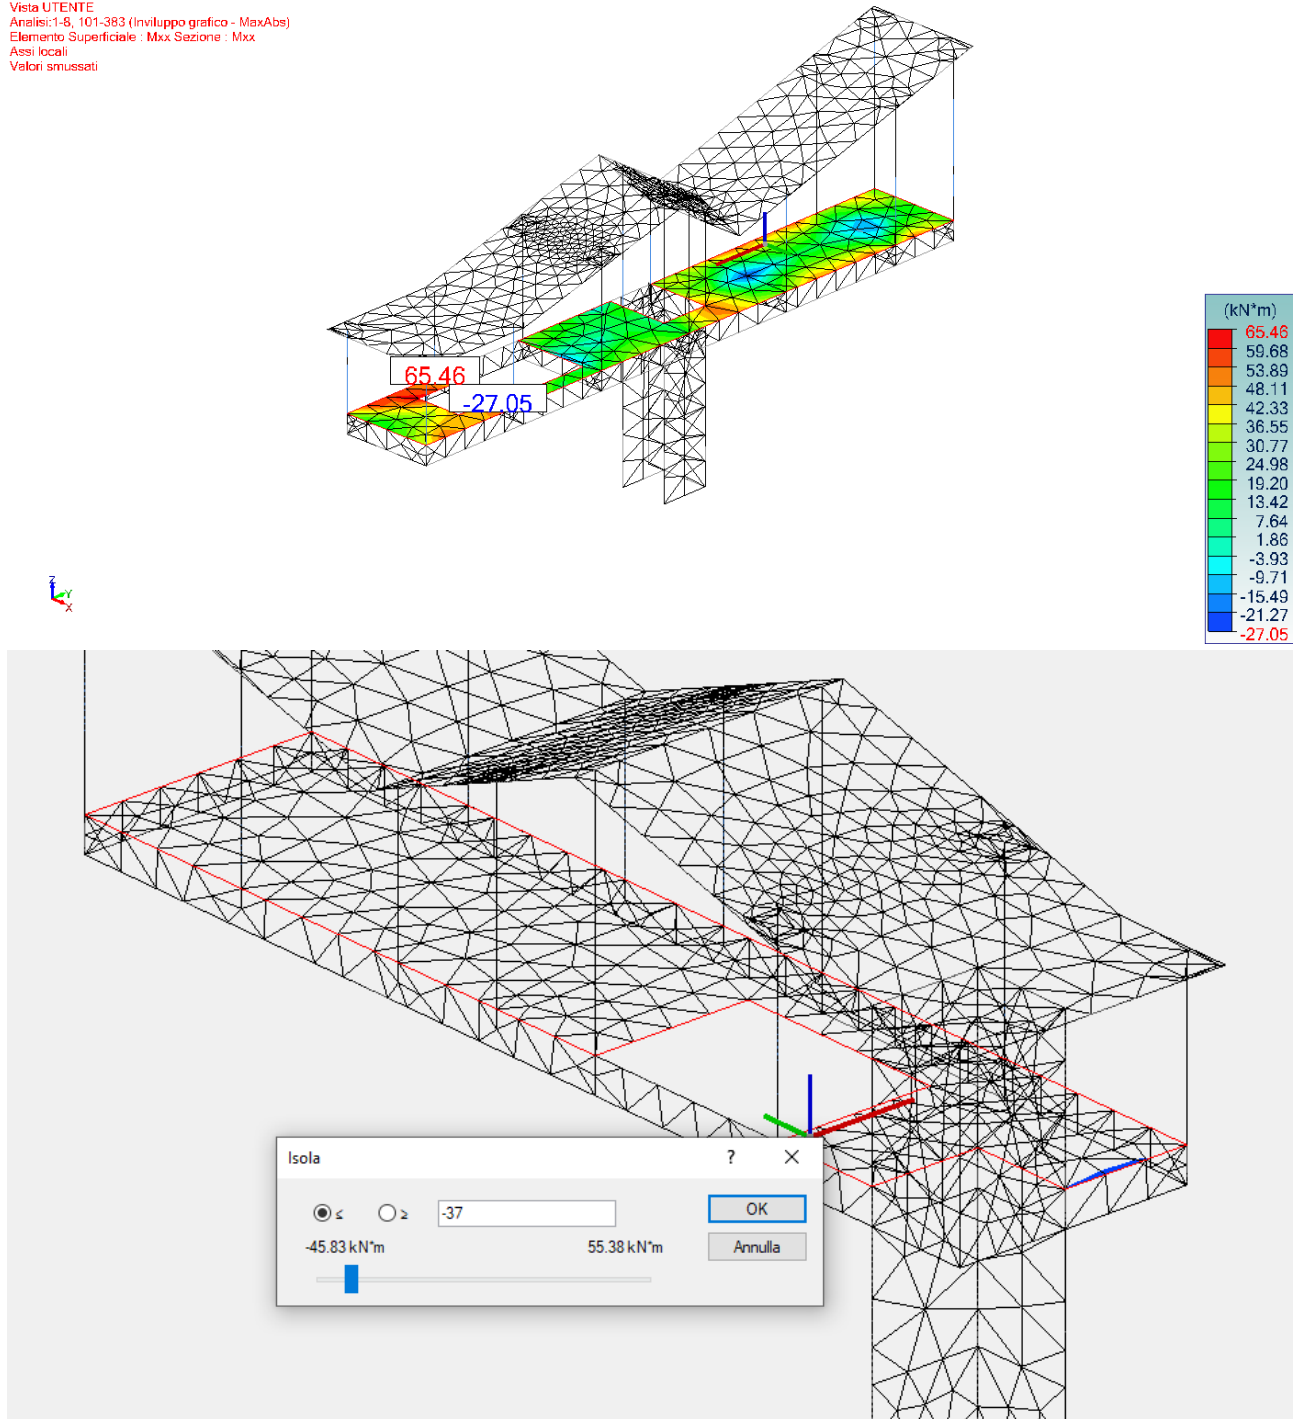 Vista UTENTE
Analisi:1-8, 101-383 (Inviluppo grafico - MaxAbs)
Elemento Superficiale : Mxx Sezione : Mxx
Assi locali
Valori smussati
65.46
-27.05
(kN*m)
65.46
59.68
53.89
48.11
42.33
36.55
30.77
24.98
19.20
13.42
7.64
1.86
-3.93
-9.71
-15.49
-21.27
-27.05
Z
Y
X
Isola
?
≤
≥
-37
OK
-45.83 kN*m
55.38 kN*m
Annulla